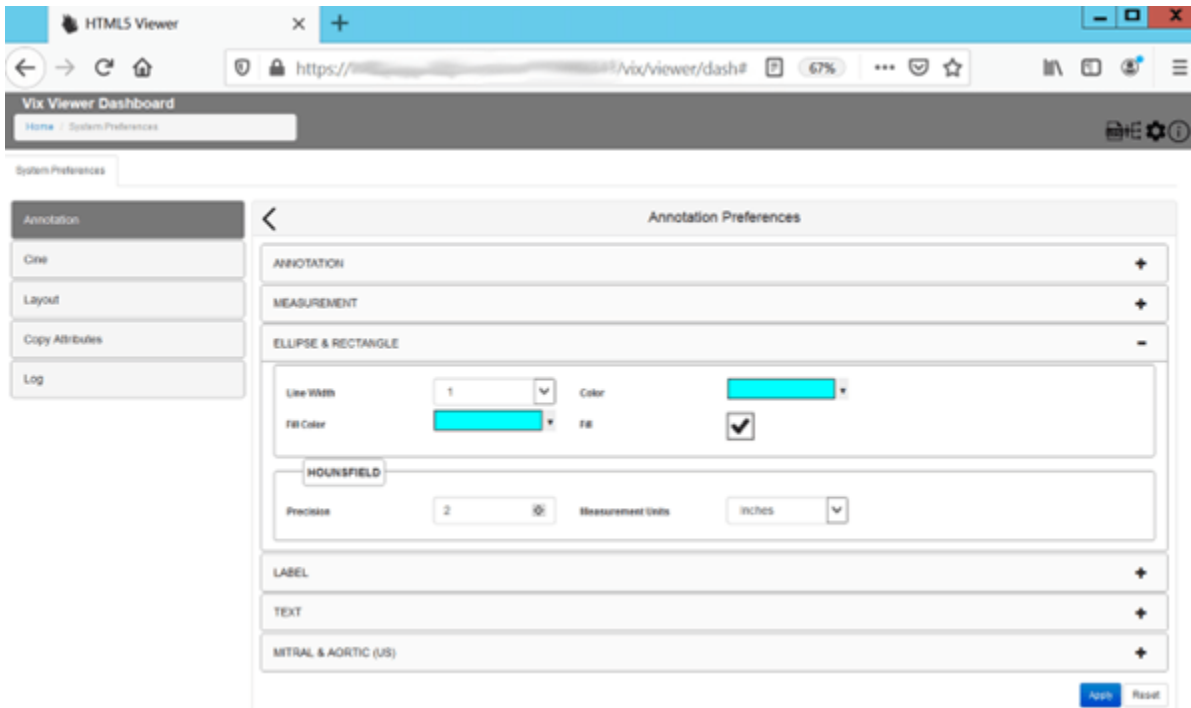 HTML5 Viewer
https:// /vix/viewer/dash# 67%
Vix Viewer Dashboard
Home / System Preferences
System Preferences
Annotation
Cine
Layout
Copy Attributes
Log
Annotation Preferences
ANNOTATION
MEASUREMENT
ELLIPSE & RECTANGLE
Line Width 1 Color
Fill Color Fill
HOUNSFIELD
Precision 2 Measurement Units Inches
LABEL
TEXT
MITRAL & AORTIC (US)
Apply Reset